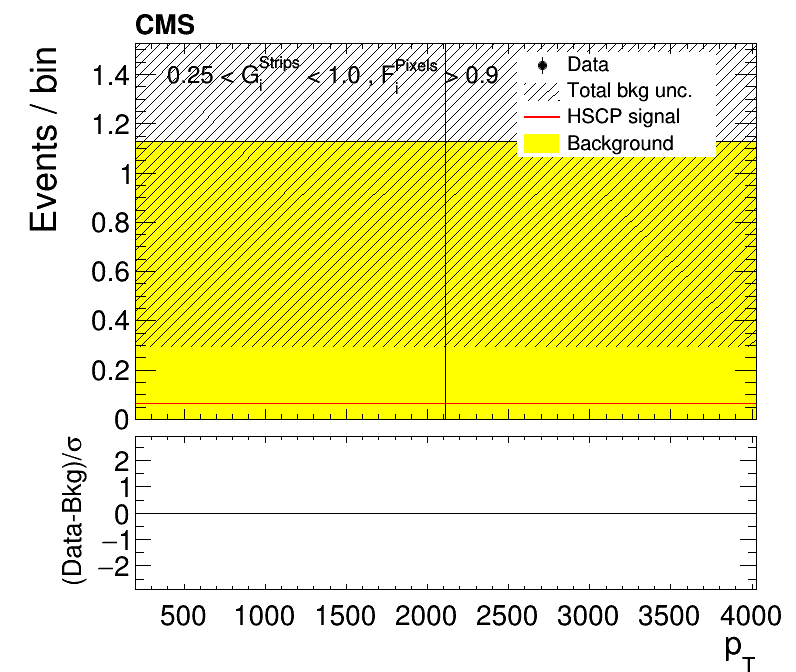 CMS
Events / bin
1.4
1.2
1
0.8
0.6
0.4
0.2
0
0.25 < G_i^Strips < 1.0 , F_i^Pixels > 0.9
Data
Total bkg unc.
HSCP signal
Background
(Data-Bkg)/σ
2
1
0
−1
−2
500 1000 1500 2000 2500 3000 3500 4000
p_T